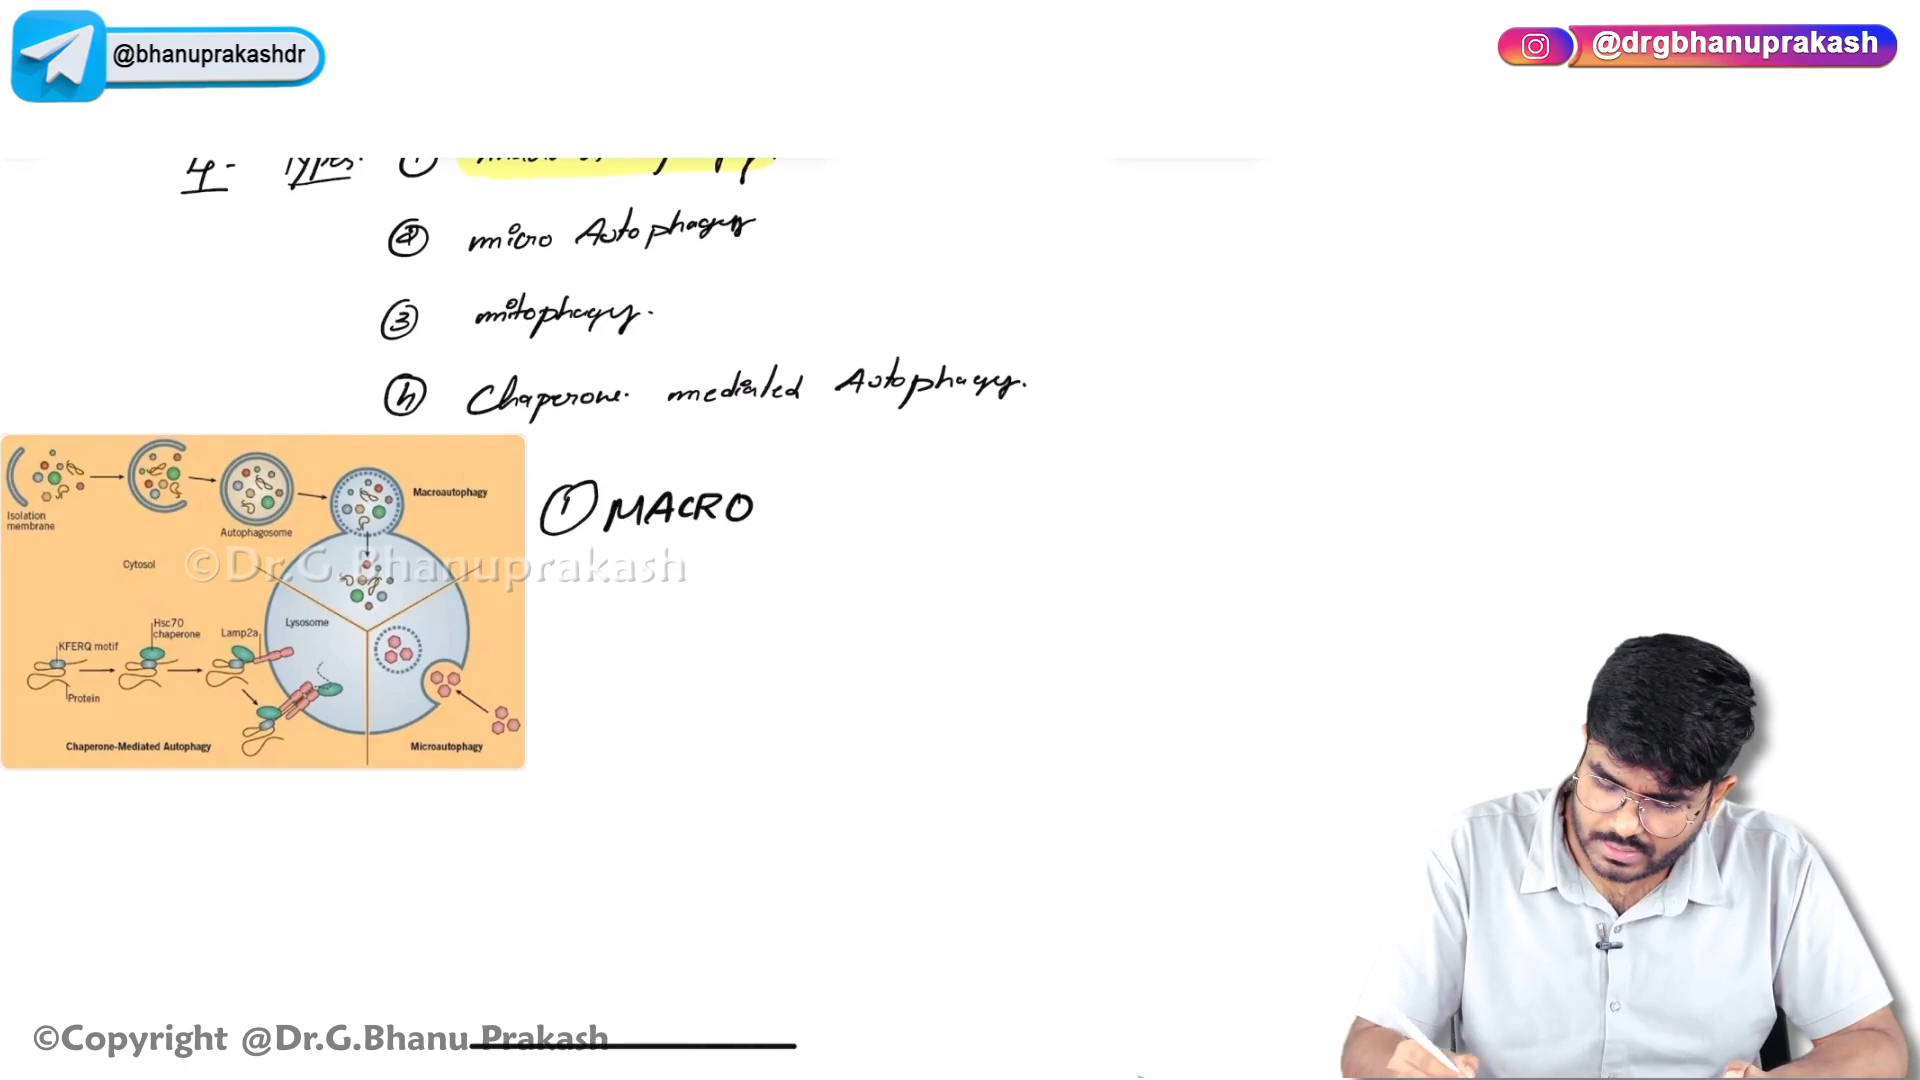 @bhanuprakashdr
@drgbhanuprakash
4 - Types.
② micro Autophagy
③ mitophagy.
④ Chaperone. mediated Autophagy.
① MACRO
Isolation
membrane
Autophagosome
Macroautophagy
Cytosol
©Dr.G.Bhanuprakash
Lysosome
Hsc70
chaperone
Lamp2a
KFERQ motif
Protein
Chaperone-Mediated Autophagy
Microautophagy
©Copyright @Dr.G.Bhanu Prakash